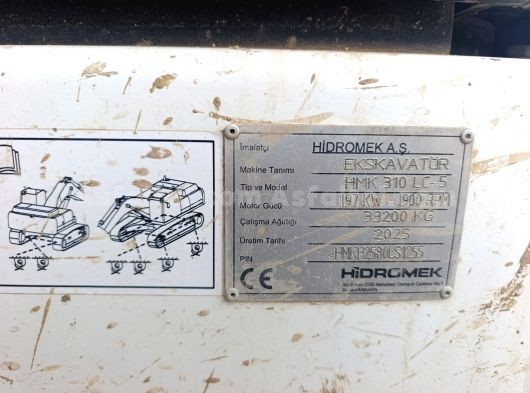 İmalatçı HİDROMEK A.Ş.
Makine Tanımı EKSKAVATÖR
Tip ve Model HMK 310 LC-5
Motor Gücü 197 KW 1900 RPM
Çalışma Ağırlığı 33200 KG
Üretim Tarihi 2025
PIN
CE HİDROMEK